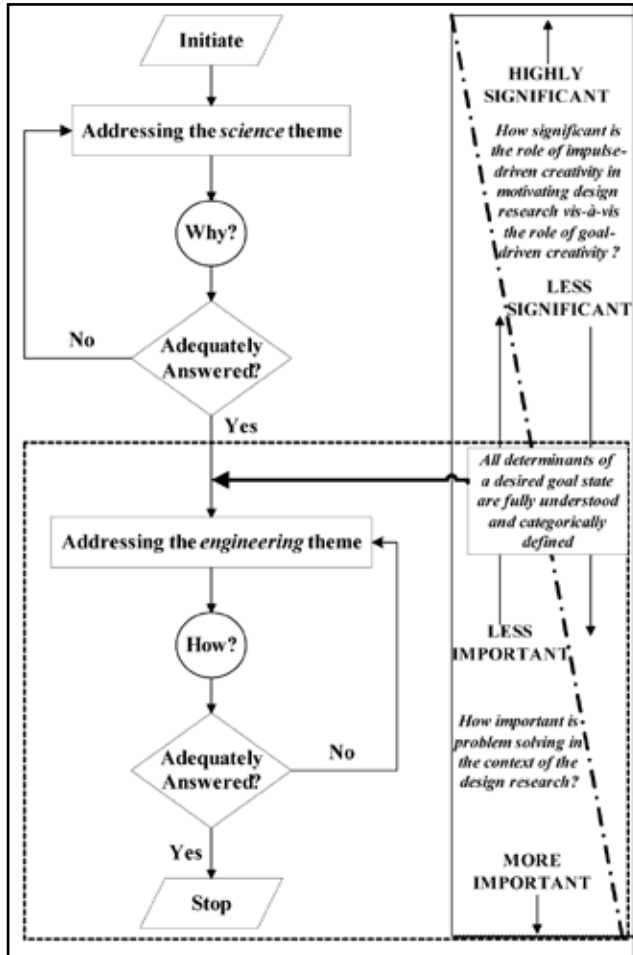 Initiate
Addressing the science theme
Why?
No
Adequately
Answered?
Yes
Addressing the engineering theme
How?
Adequately
Answered?
No
Yes
Stop
HIGHLY
SIGNIFICANT
How significant is
the role of impulse-
driven creativity in
motivating design
research vis-à-vis
the role of goal-
driven creativity ?
LESS
SIGNIFICANT
All determinants of
a desired goal state
are fully understood
and categorically
defined
LESS
IMPORTANT
How important is
problem solving in
the context of the
design research?
MORE
IMPORTANT